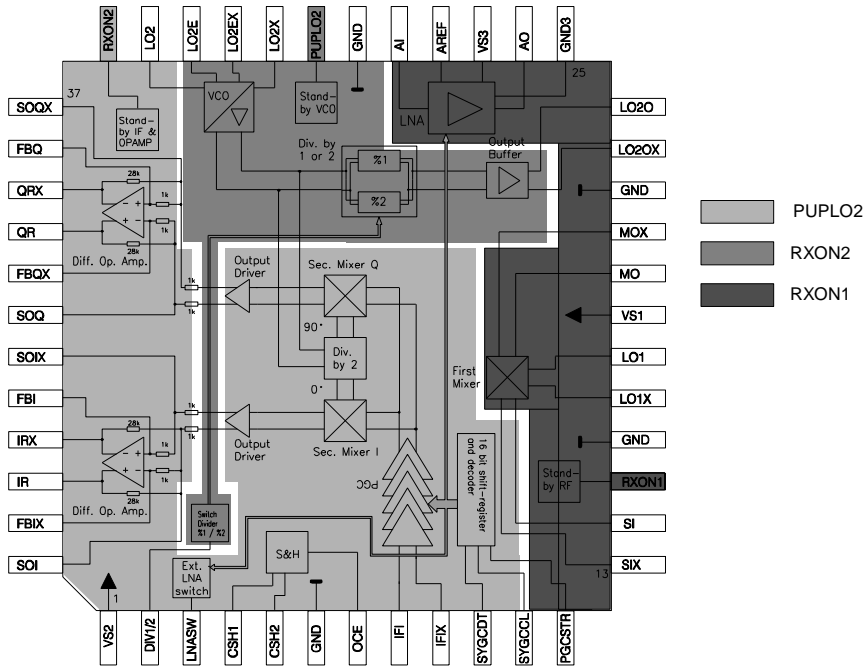 RXON2
LO2
LO2E
LO2EX
LO2X
PUPLO2
GND
AI
AREF
VS3
AO
GND3
37
25
SOQX
FBQ
QRX
QR
FBQX
SOQ
SOIX
FBI
IRX
IR
FBIX
SOI
LO2O
LO2OX
GND
MOX
MO
VS1
LO1
LO1X
GND
RXON1
SI
SIX
PUPLO2
RXON2
RXON1
Stand-
by IF &
OPAMP
VCO
Stand-
by VCO
LNA
Div. by
1 or 2
%1
%2
Output
Buffer
28k
1k
1k
28k
Diff. Op. Amp.
1k
1k
Output
Driver
Sec. Mixer Q
90°
Div.
by 2
0°
Sec. Mixer I
First
Mixer
1k
1k
Output
Driver
28k
1k
1k
28k
Diff. Op. Amp.
PGC
16 bit shift-register
and decoder
Stand-
by RF
Switch
Divider
%1 / %2
Ext.
LNA
switch
S&H
1
13
VS2
DIV1/2
LNASW
CSH1
CSH2
GND
OCE
IFI
IFIX
SYGCDT
SYGCCL
PGCSTR